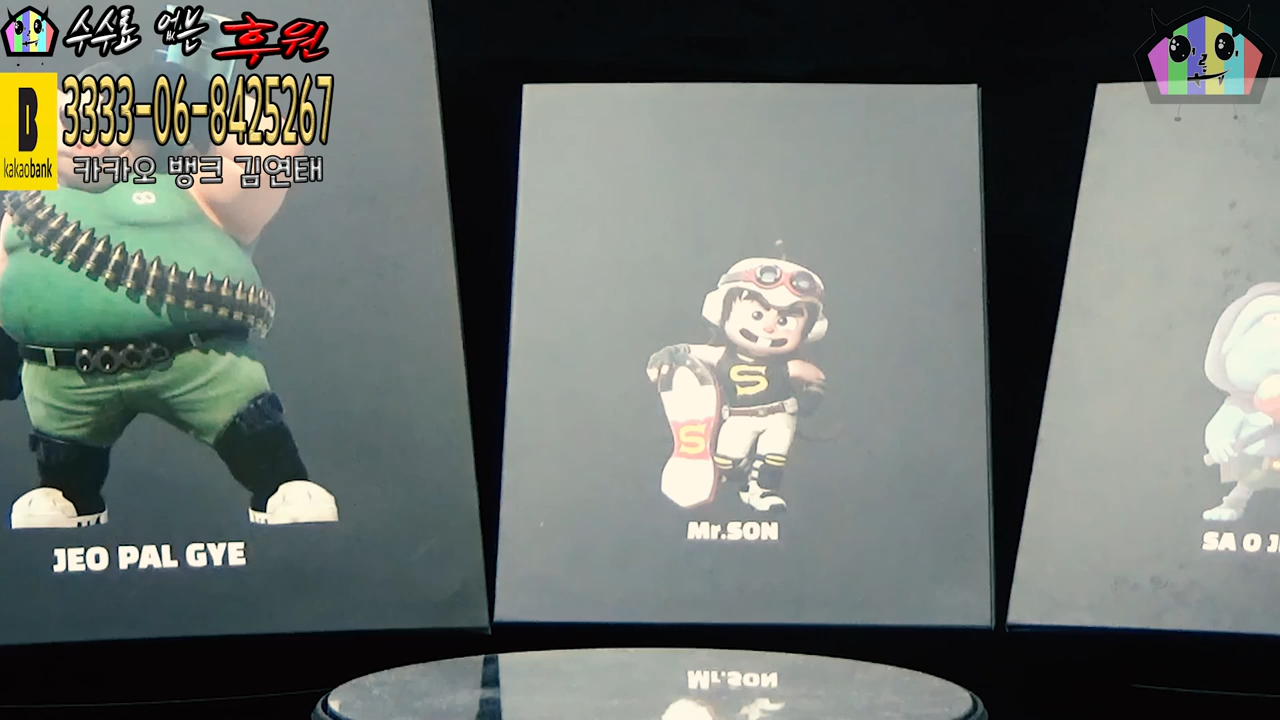 수수료 없는 후원
3333-06-8425267
kakaobank
카카오 뱅크 김연태
S
S
JEO PAL GYE
Mr.SON
SA O J
Mr.SON